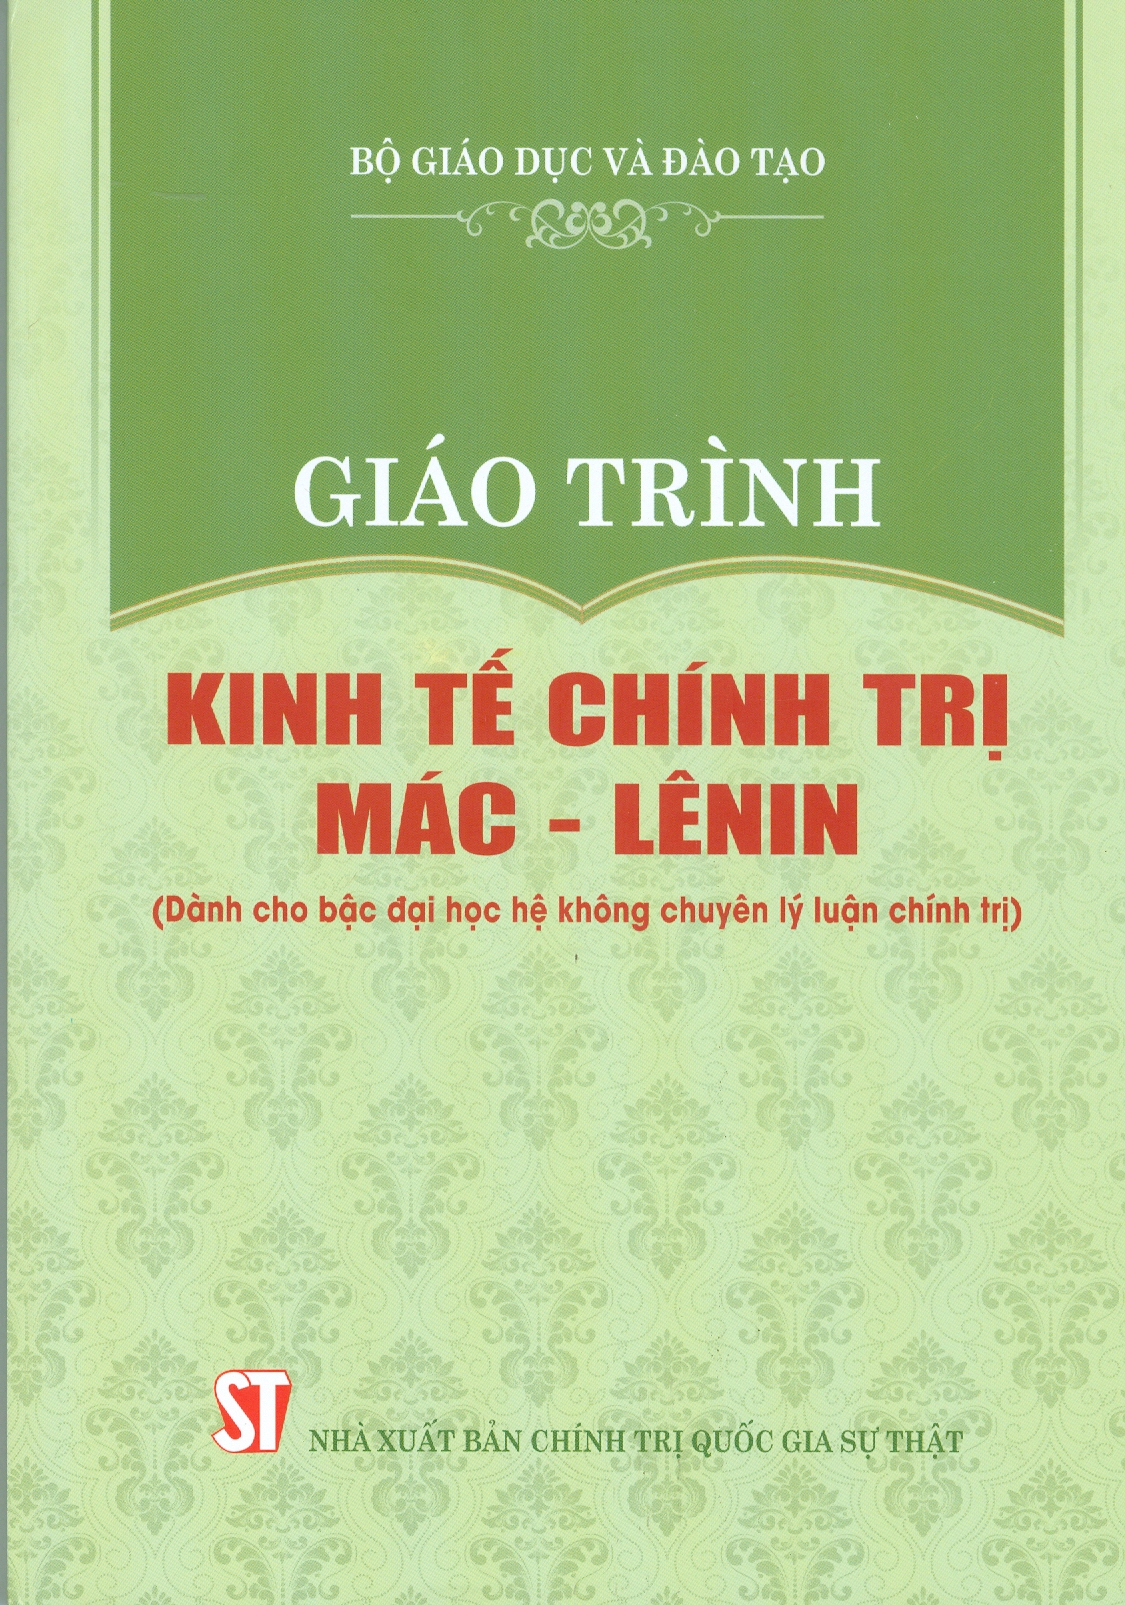 BỘ GIÁO DỤC VÀ ĐÀO TẠO
GIÁO TRÌNH
KINH TẾ CHÍNH TRỊ
MÁC - LÊNIN
(Dành cho bậc đại học hệ không chuyên lý luận chính trị)
ST
NHÀ XUẤT BẢN CHÍNH TRỊ QUỐC GIA SỰ THẬT